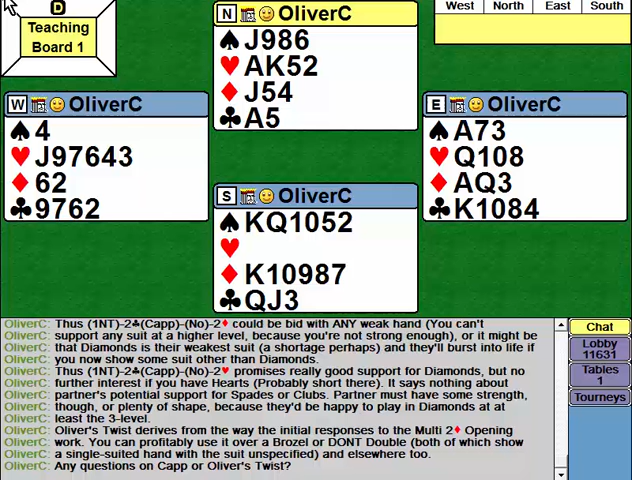 D
Teaching
Board 1
N OliverC
♠J986
♥AK52
♦J54
♣A5
West North East South
W OliverC
♠4
♥J97643
♦62
♣9762
E OliverC
♠A73
♥Q108
♦AQ3
♣K1084
S OliverC
♠KQ1052
♥
♦K10987
♣QJ3
OliverC: Thus (1NT)-2♣(Capp)-(No)-2♦ could be bid with ANY weak hand (You can't
OliverC: support any suit at a higher level, because you're not strong enough), or it might be
OliverC: that Diamonds is their weakest suit (a shortage perhaps) and they'll burst into life if
OliverC: you now show some suit other than Diamonds.
OliverC: Thus (1NT)-2♣(Capp)-(No)-2♥ promises really good support for Diamonds, but no
OliverC: further interest if you have Hearts (Probably short there). It says nothing about
OliverC: partner's potential support for Spades or Clubs. Partner must have some strength,
OliverC: though, or plenty of shape, because they'd be happy to play in Diamonds at at
OliverC: least the 3-level.
OliverC: Oliver's Twist derives from the way the initial responses to the Multi 2♦ Opening
OliverC: work. You can profitably use it over a Brozel or DONT Double (both of which show
OliverC: a single-suited hand with the suit unspecified) and elsewhere too.
OliverC: Any questions on Capp or Oliver's Twist?
Chat
Lobby
11631
Tables
1
Tourneys